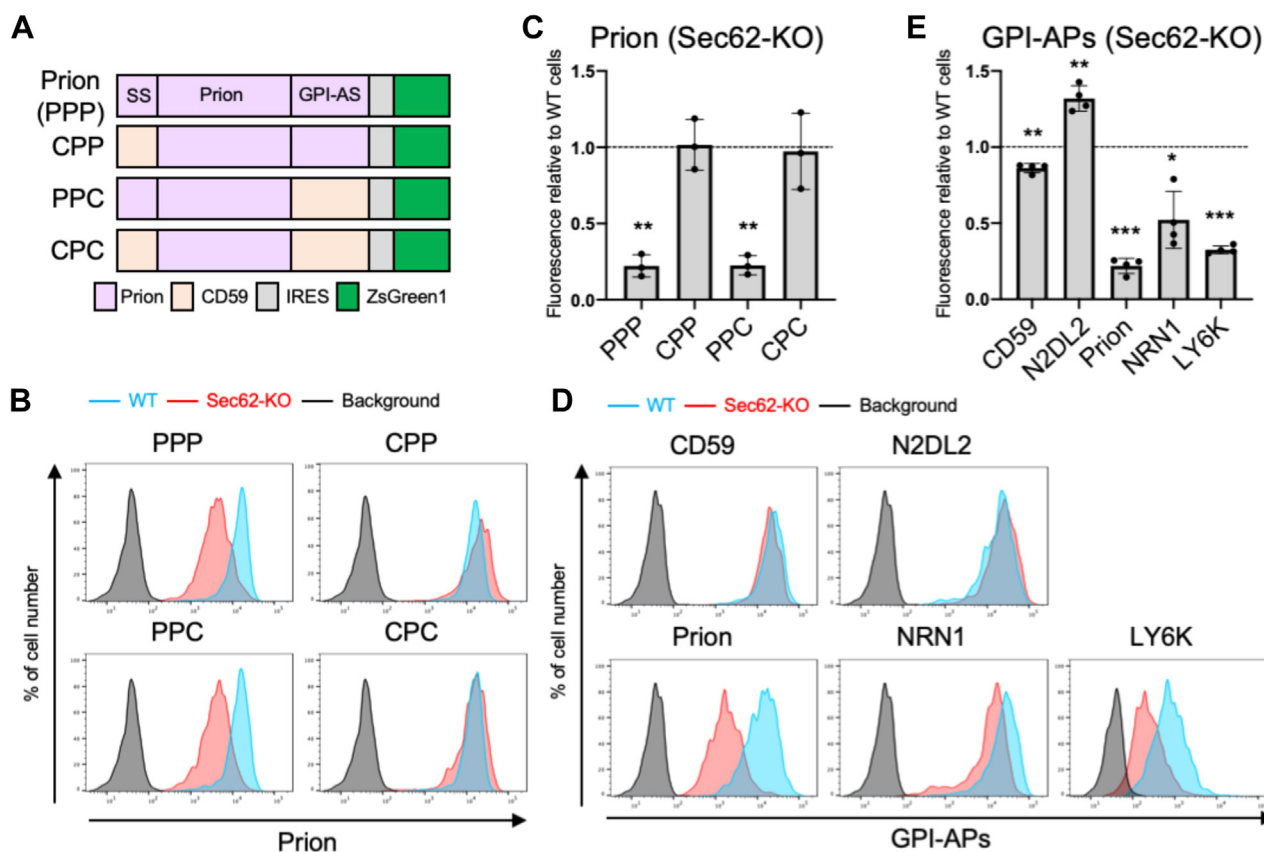 A
SS Prion GPI-AS
Prion
(PPP)
CPP
PPC
CPC
Prion CD59 IRES ZsGreen1
C
Prion (Sec62-KO)
Fluorescence relative to WT cells
1.5
1.0
0.5
0.0
** **
PPP CPP PPC CPC
E
GPI-APs (Sec62-KO)
Fluorescence relative to WT cells
1.5
1.0
0.5
0.0
** ** *** * ***
CD59 N2DL2 Prion NRN1 LY6K
B
WT Sec62-KO Background
PPP CPP
PPC CPC
% of cell number
Prion
D
WT Sec62-KO Background
CD59 N2DL2
Prion NRN1 LY6K
% of cell number
GPI-APs